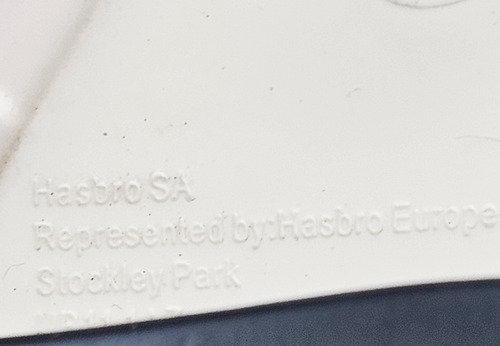 Hasbro SA
Represented by:Hasbro Europe
Stockley Park